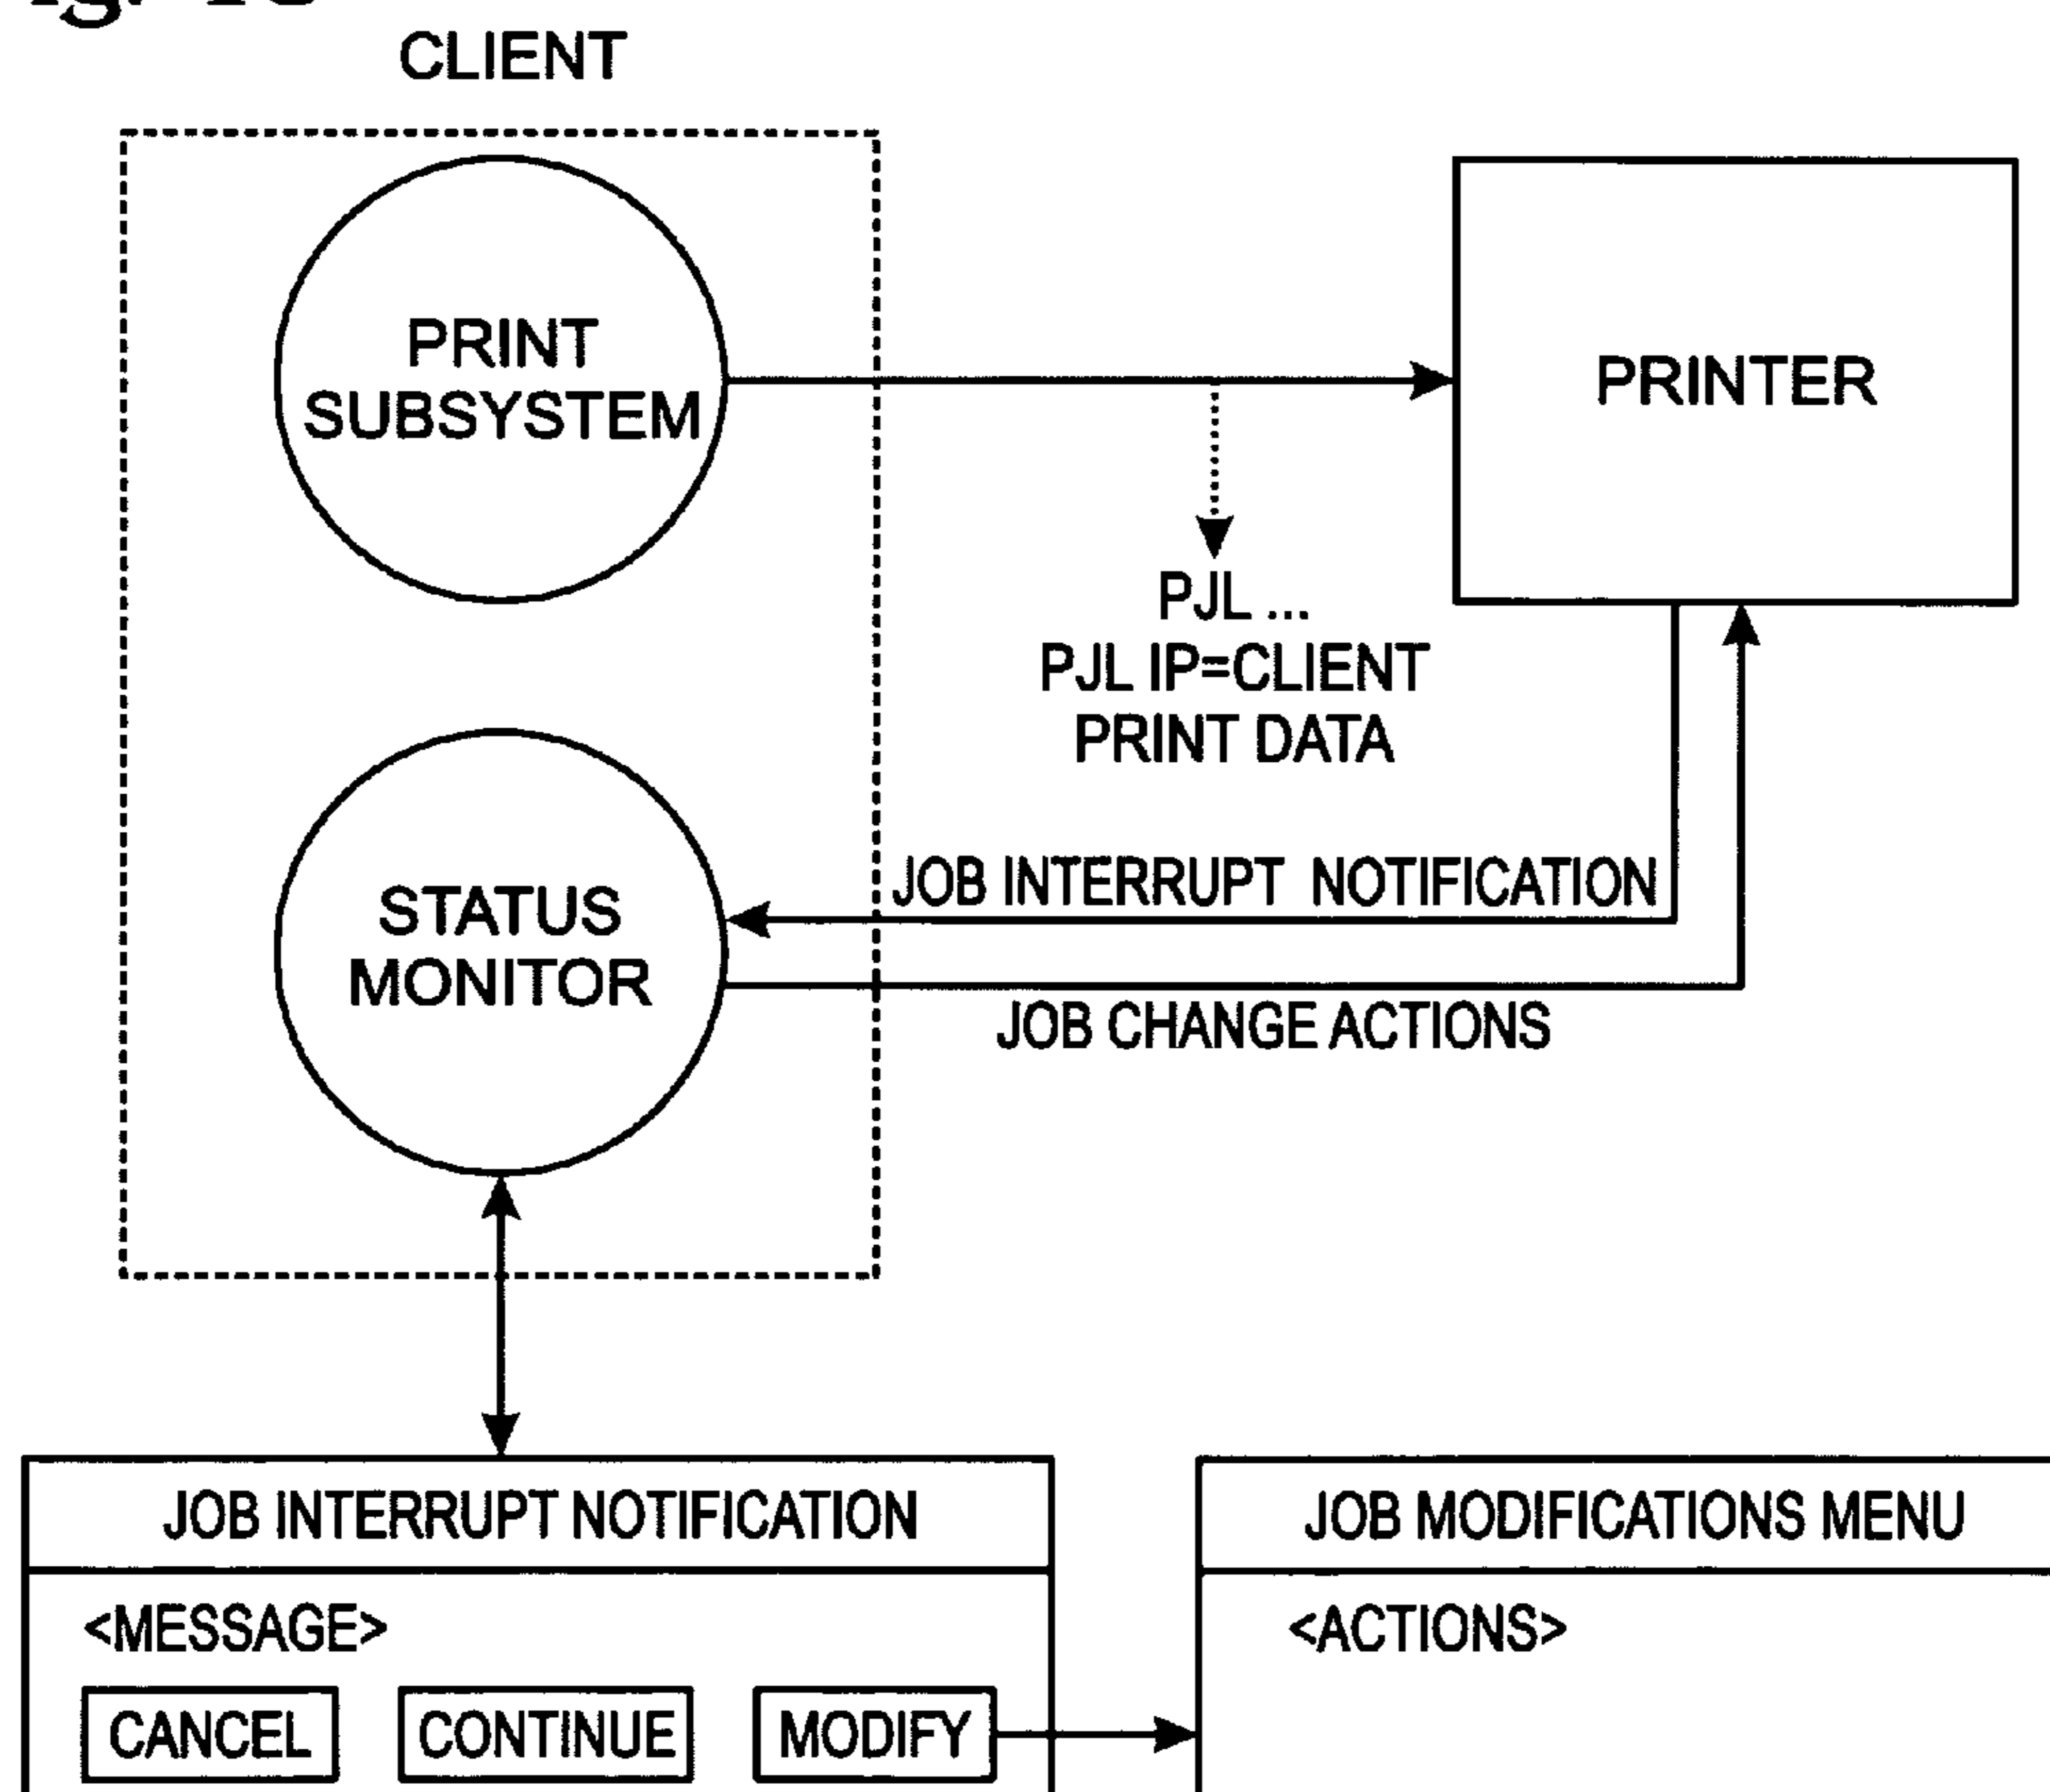 CLIENT
PRINT
SUBSYSTEM
PRINTER
PJL ...
PJL IP=CLIENT
PRINT DATA
JOB INTERRUPT NOTIFICATION
STATUS
MONITOR
JOB CHANGE ACTIONS
JOB INTERRUPT NOTIFICATION
JOB MODIFICATIONS MENU
<MESSAGE>
<ACTIONS>
CANCEL
CONTINUE
MODIFY